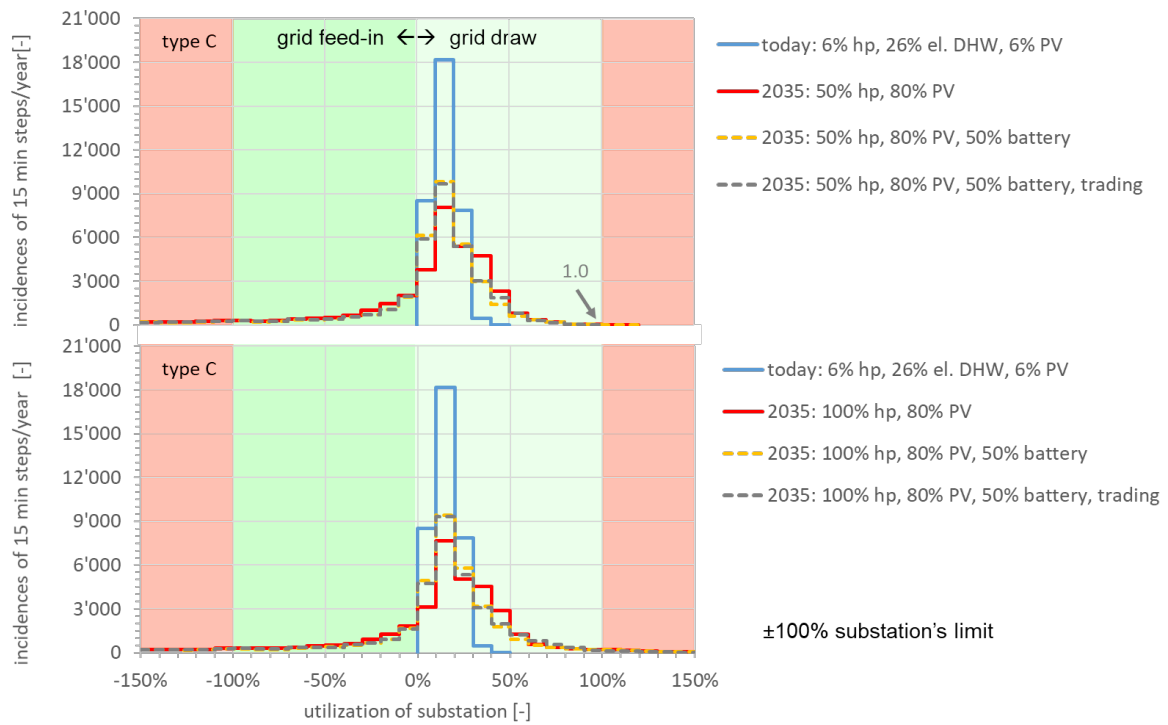 21'000
18'000
15'000
12'000
9'000
6'000
3'000
0
incidences of 15 min steps/year[-]
type C
grid feed-in ↔ grid draw
1.0
today: 6% hp, 26% el. DHW, 6% PV
2035: 50% hp, 80% PV
2035: 50% hp, 80% PV, 50% battery
2035: 50% hp, 80% PV, 50% battery, trading
21'000
18'000
15'000
12'000
9'000
6'000
3'000
0
incidences of 15 min steps/year [-]
type C
today: 6% hp, 26% el. DHW, 6% PV
2035: 100% hp, 80% PV
2035: 100% hp, 80% PV, 50% battery
2035: 100% hp, 80% PV, 50% battery, trading
±100% substation's limit
-150% -100% -50% 0% 50% 100% 150%
utilization of substation [-]